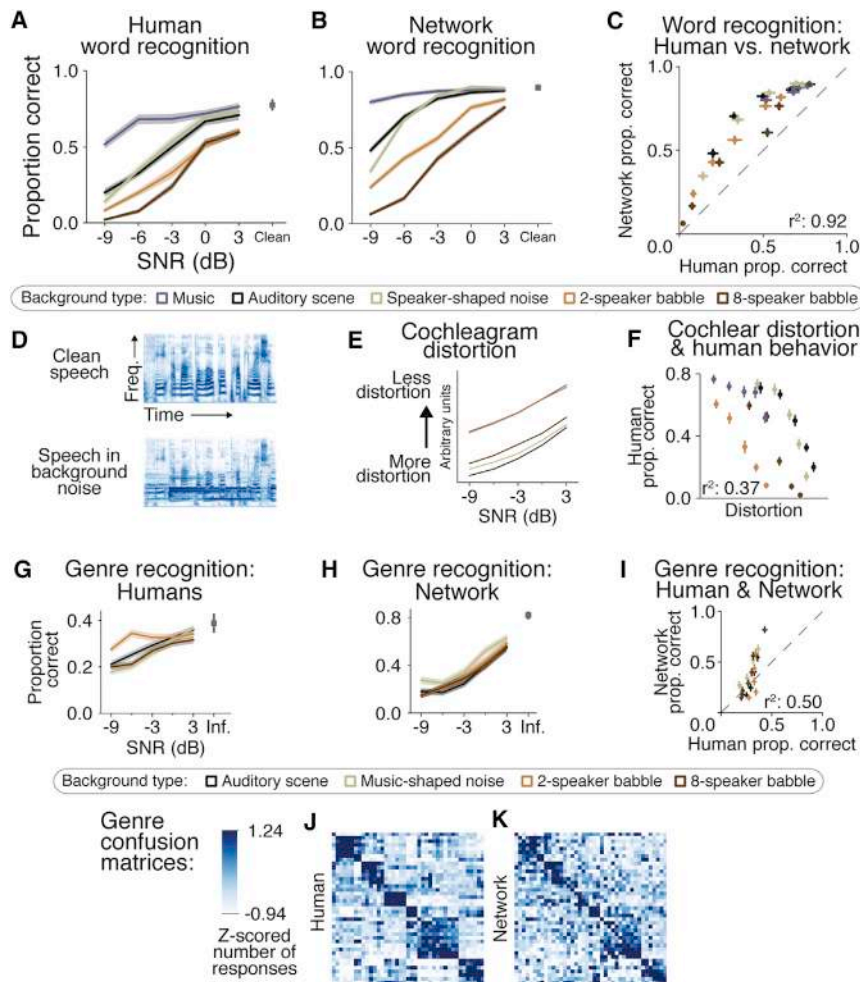 A Human word recognition
Proportion correct
1.0
0.5
0.0
-9 -6 -3 0 3 Clean
SNR (dB)
B Network word recognition
1.0
0.5
0.0
-9 -6 -3 0 3 Clean
C Word recognition: Human vs. network
Network prop. correct
1.0
0.5
0.0 0.5 1.0
r²: 0.92
Human prop. correct
Background type: Music Auditory scene Speaker-shaped noise 2-speaker babble 8-speaker babble
D
Clean speech
Freq.
Time
Speech in background noise
E Cochleagram distortion
Less distortion
More distortion
Arbitrary units
-9 -3 3
SNR (dB)
F Cochlear distortion & human behavior
Human prop. correct
0.8
0.4
0.0
r²: 0.37
Distortion
G Genre recognition: Humans
Proportion correct
0.4
0.2
0.0
-9 -3 3 Inf.
SNR (dB)
H Genre recognition: Network
0.8
0.4
0.0
-9 -3 3 Inf.
I Genre recognition: Human & Network
Network prop. correct
1.0
0.5
0.0 0.5 1.0
r²: 0.50
Human prop. correct
Background type: Auditory scene Music-shaped noise 2-speaker babble 8-speaker babble
Genre confusion matrices:
1.24
-0.94
Z-scored number of responses
J
Human
K
Network